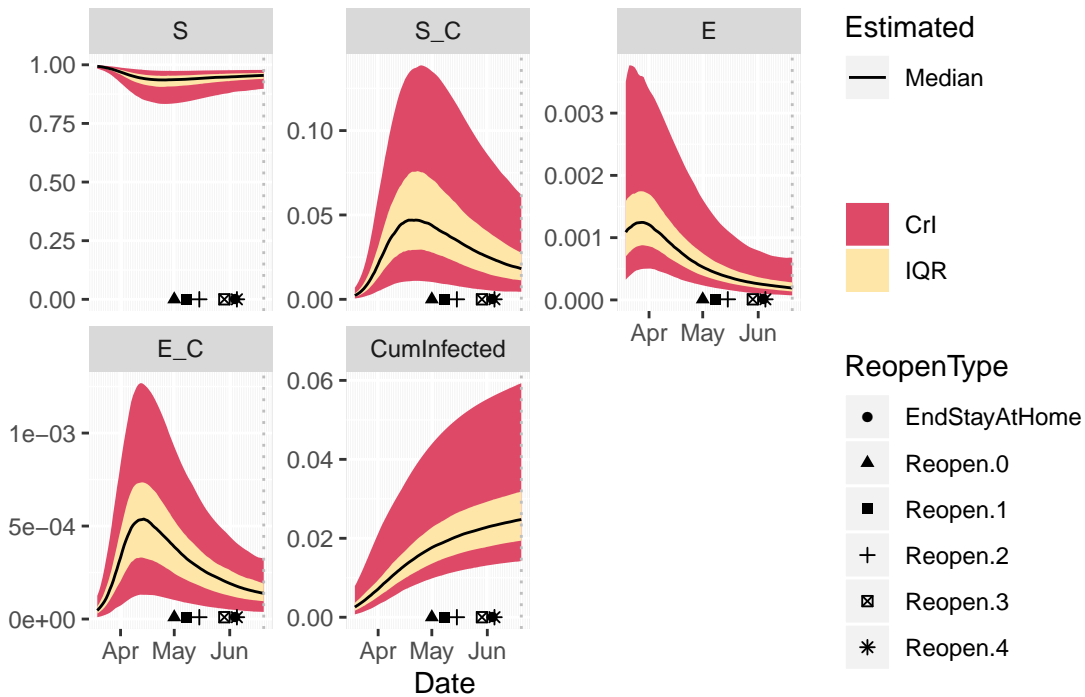 S
S_C
E
1.00
0.75
0.50
0.25
0.00
0.10
0.05
0.00
0.003
0.002
0.001
0.000
Apr May Jun
E_C
CumInfected
1e−03
5e−04
0e+00
0.06
0.04
0.02
0.00
Apr May Jun
Apr May Jun
Date
Estimated
Median
CrI
IQR
ReopenType
EndStayAtHome
Reopen.0
Reopen.1
Reopen.2
Reopen.3
Reopen.4